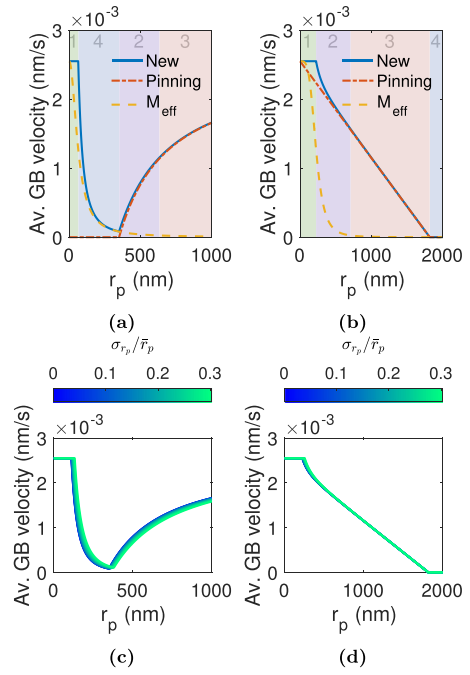 ×10⁻³
1 4 2 3
New
Pinning
M_eff
Av. GB velocity (nm/s)
3
2
1
0
0 500 1000
r_p (nm)
(a)
×10⁻³
1 2 3 4
New
Pinning
M_eff
Av. GB velocity (nm/s)
3
2
1
0
0 1000 2000
r_p (nm)
(b)
σ_{r_p}/r̄_p
0 0.1 0.2 0.3
×10⁻³
Av. GB velocity (nm/s)
3
2
1
0
0 500 1000
r_p (nm)
(c)
σ_{r_p}/r̄_p
0 0.1 0.2 0.3
×10⁻³
Av. GB velocity (nm/s)
3
2
1
0
0 1000 2000
r_p (nm)
(d)